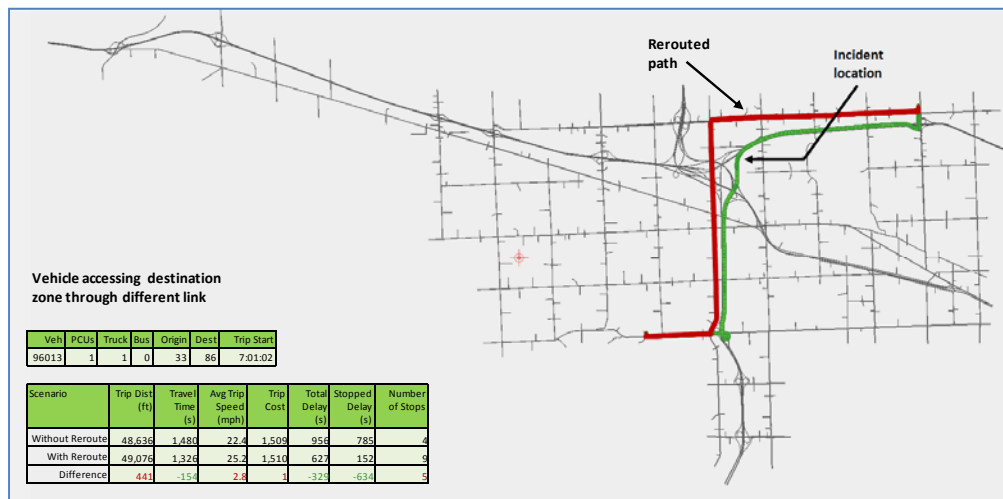 Rerouted
path
Incident
location
Vehicle accessing destination
zone through different link
Veh PCUs Truck Bus Origin Dest Trip Start
96013 1 1 0 33 86 7:01:02
Scenario Trip Dist (ft) Travel Time (s) Avg Trip Speed (mph) Trip Cost Total Delay (s) Stopped Delay (s) Number of Stops
Without Reroute 48,636 1,480 22.4 1,509 956 785 4
With Reroute 49,076 1,326 25.2 1,510 627 152 9
Difference 441 -154 2.8 1 -329 -634 5